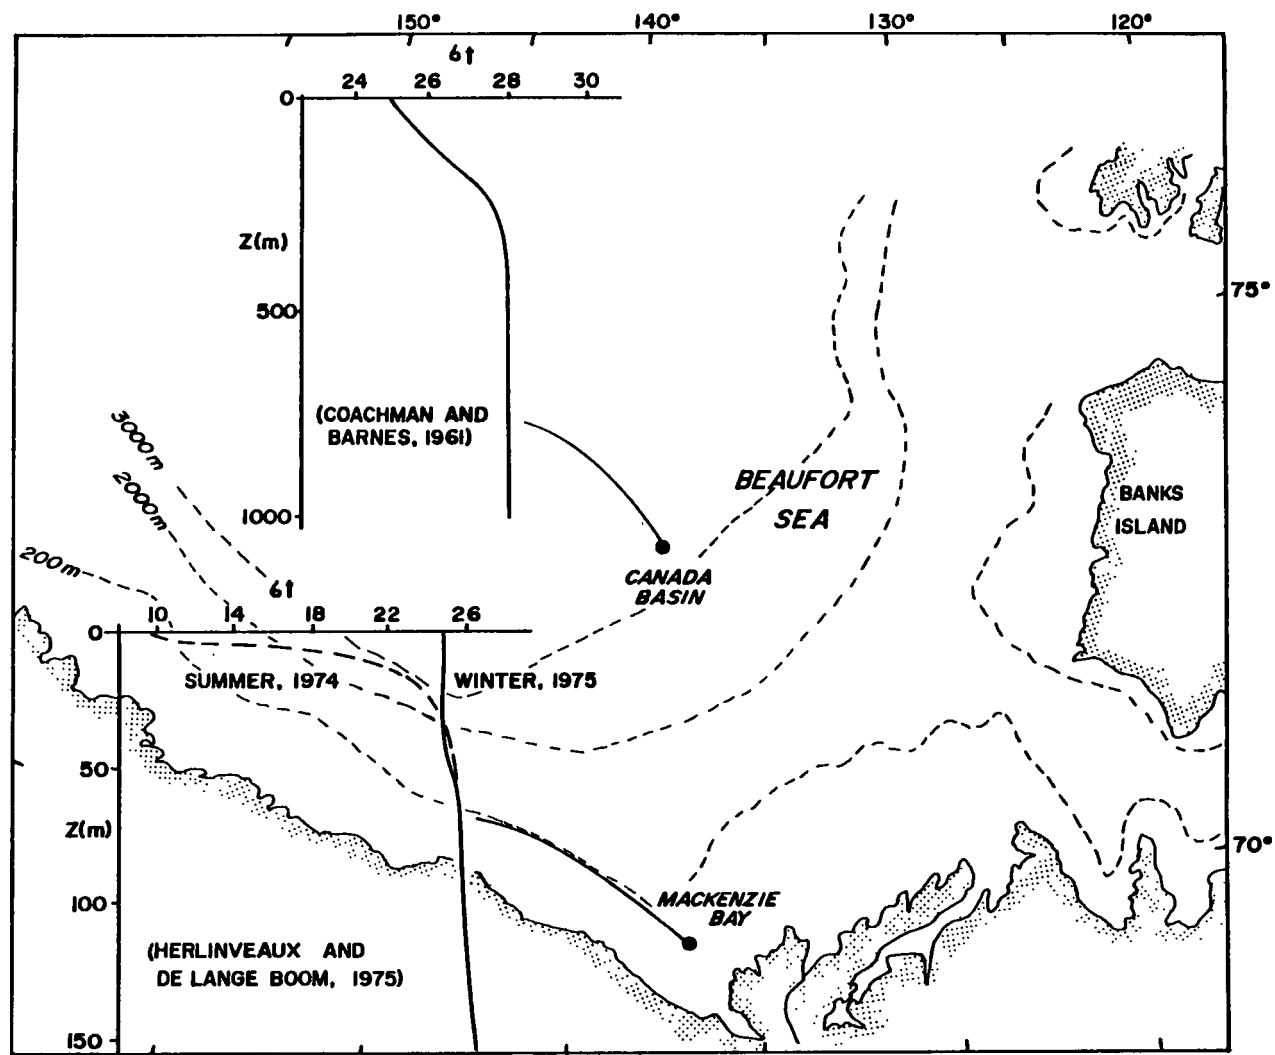 150° 140° 130° 120°
6t
24 26 28 30
0
Z(m)
75°
500
(COACHMAN AND
BARNES, 1961)
3000m
BEAUFORT
SEA
BANKS
ISLAND
2000m
1000
200m
CANADA
BASIN
6t
10 14 18 22 26
0
SUMMER, 1974
WINTER, 1975
50
Z(m)
70°
100
MACKENZIE
BAY
(HERLINVEAUX AND
DE LANGE BOOM, 1975)
150